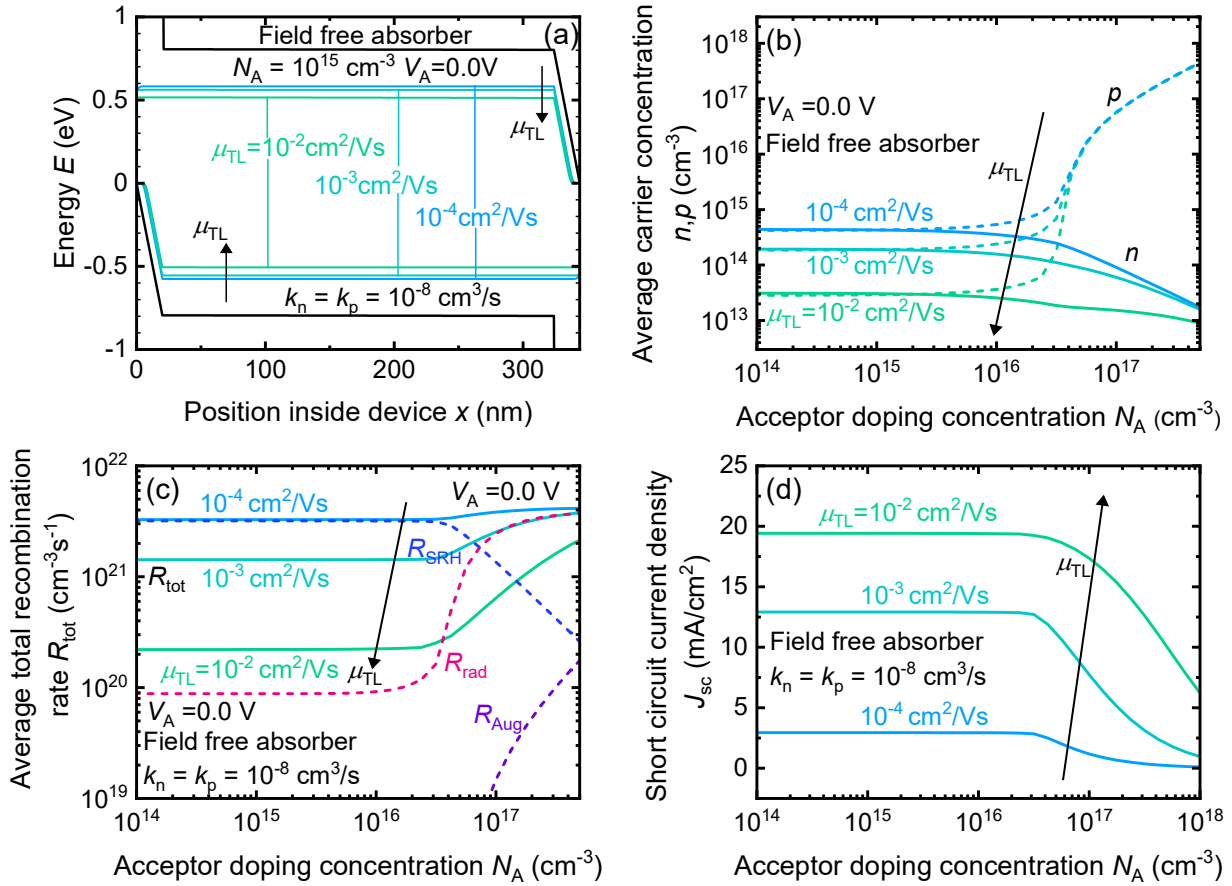 (a)
Field free absorber
N_A = 10^15 cm^-3 V_A=0.0V
μ_TL
μ_TL=10^-2cm^2/Vs
10^-3cm^2/Vs
10^-4cm^2/Vs
μ_TL
k_n = k_p = 10^-8 cm^3/s
1
0.5
0
-0.5
-1
Energy E (eV)
0 100 200 300
Position inside device x (nm)
(b)
V_A =0.0 V
Field free absorber
μ_TL
p
10^-4 cm^2/Vs
n
10^-3 cm^2/Vs
μ_TL=10^-2 cm^2/Vs
10^18
10^17
10^16
10^15
10^14
10^13
Average carrier concentration
n,p (cm^-3)
10^14 10^15 10^16 10^17
Acceptor doping concentration N_A (cm^-3)
(c)
10^-4 cm^2/Vs
V_A =0.0 V
R_SRH
R_tot
10^-3 cm^2/Vs
μ_TL=10^-2 cm^2/Vs
μ_TL
R_rad
V_A =0.0 V
R_Aug
Field free absorber
k_n = k_p = 10^-8 cm^3/s
10^22
10^21
10^20
10^19
Average total recombination
rate R_tot (cm^-3s^-1)
10^14 10^15 10^16 10^17
Acceptor doping concentration N_A (cm^-3)
(d)
μ_TL=10^-2 cm^2/Vs
μ_TL
10^-3 cm^2/Vs
Field free absorber
k_n = k_p = 10^-8 cm^3/s
10^-4 cm^2/Vs
25
20
15
10
5
0
Short circuit current density
J_sc (mA/cm^2)
10^14 10^15 10^16 10^17 10^18
Acceptor doping concentration N_A (cm^-3)